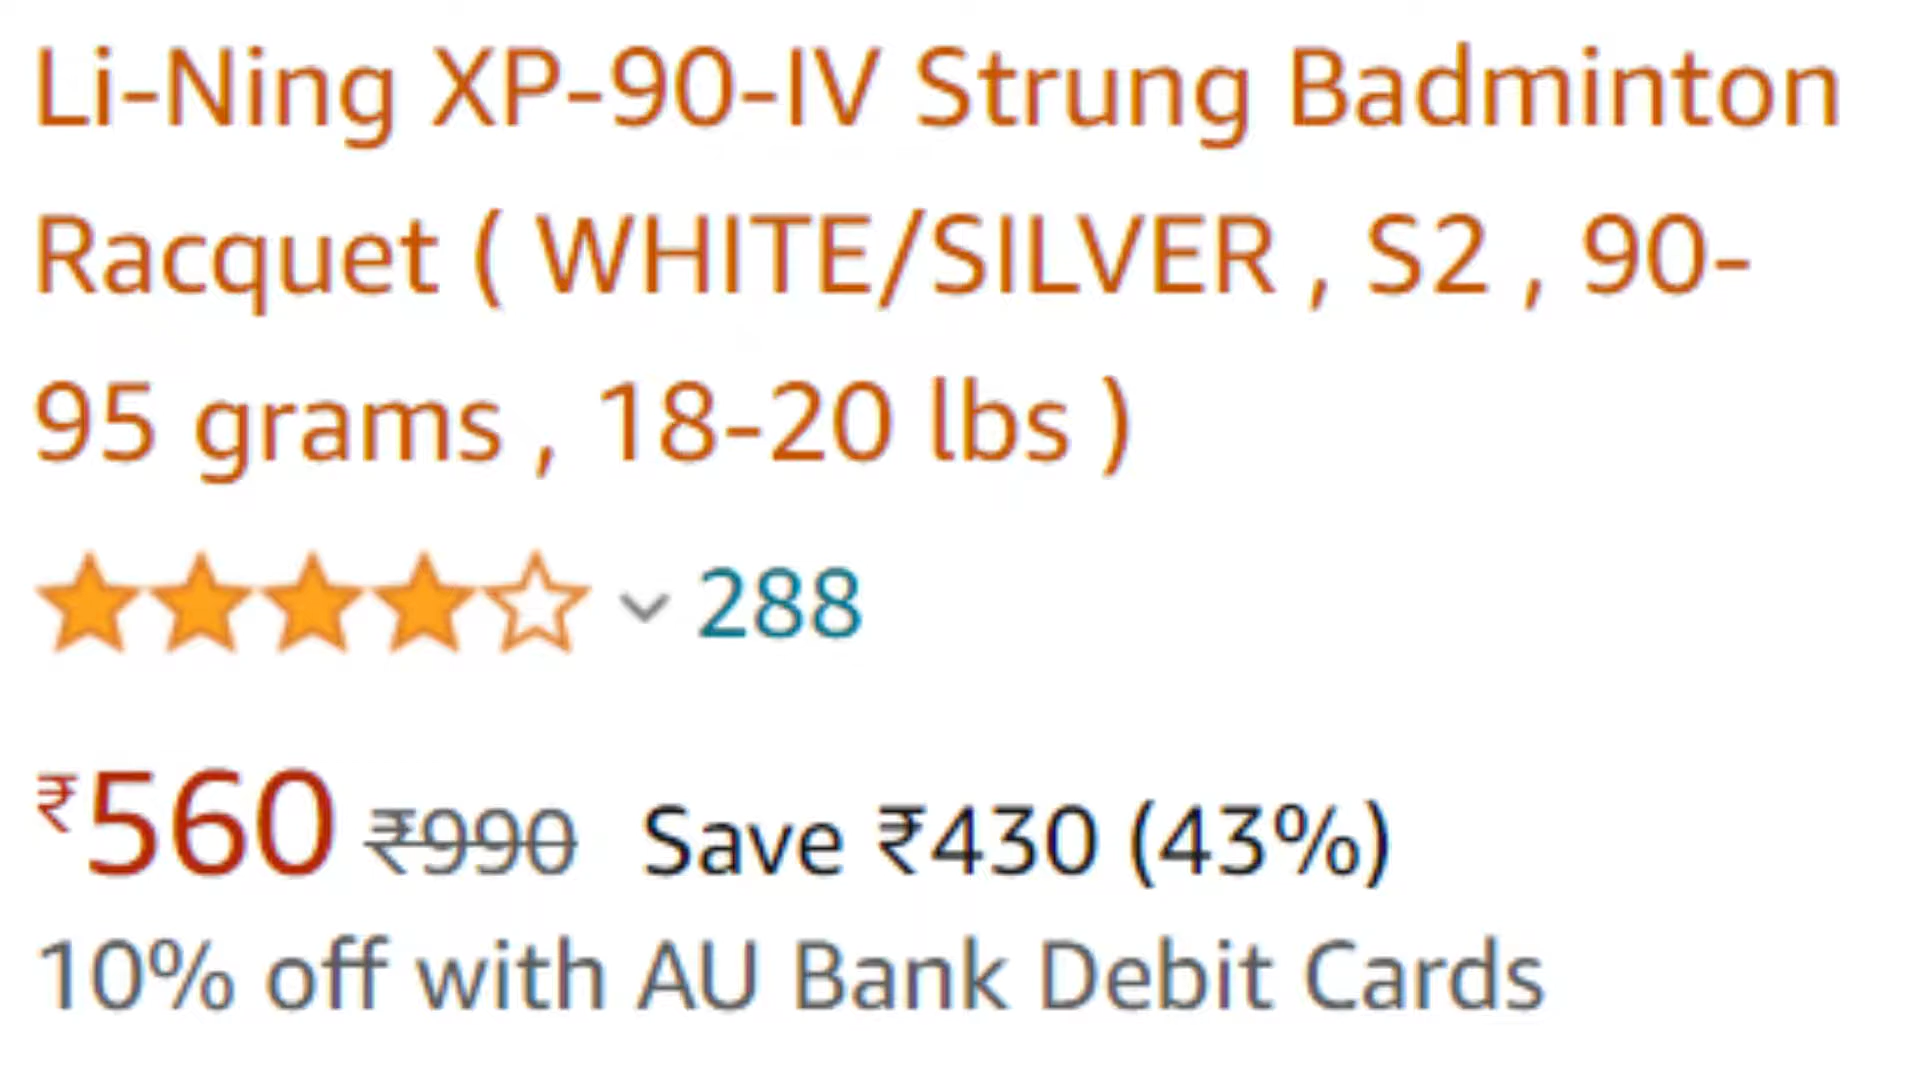 Li-Ning XP-90-IV Strung Badminton
Racquet ( WHITE/SILVER , S2 , 90-
95 grams , 18-20 lbs )
288
₹560 ₹990 Save ₹430 (43%)
10% off with AU Bank Debit Cards